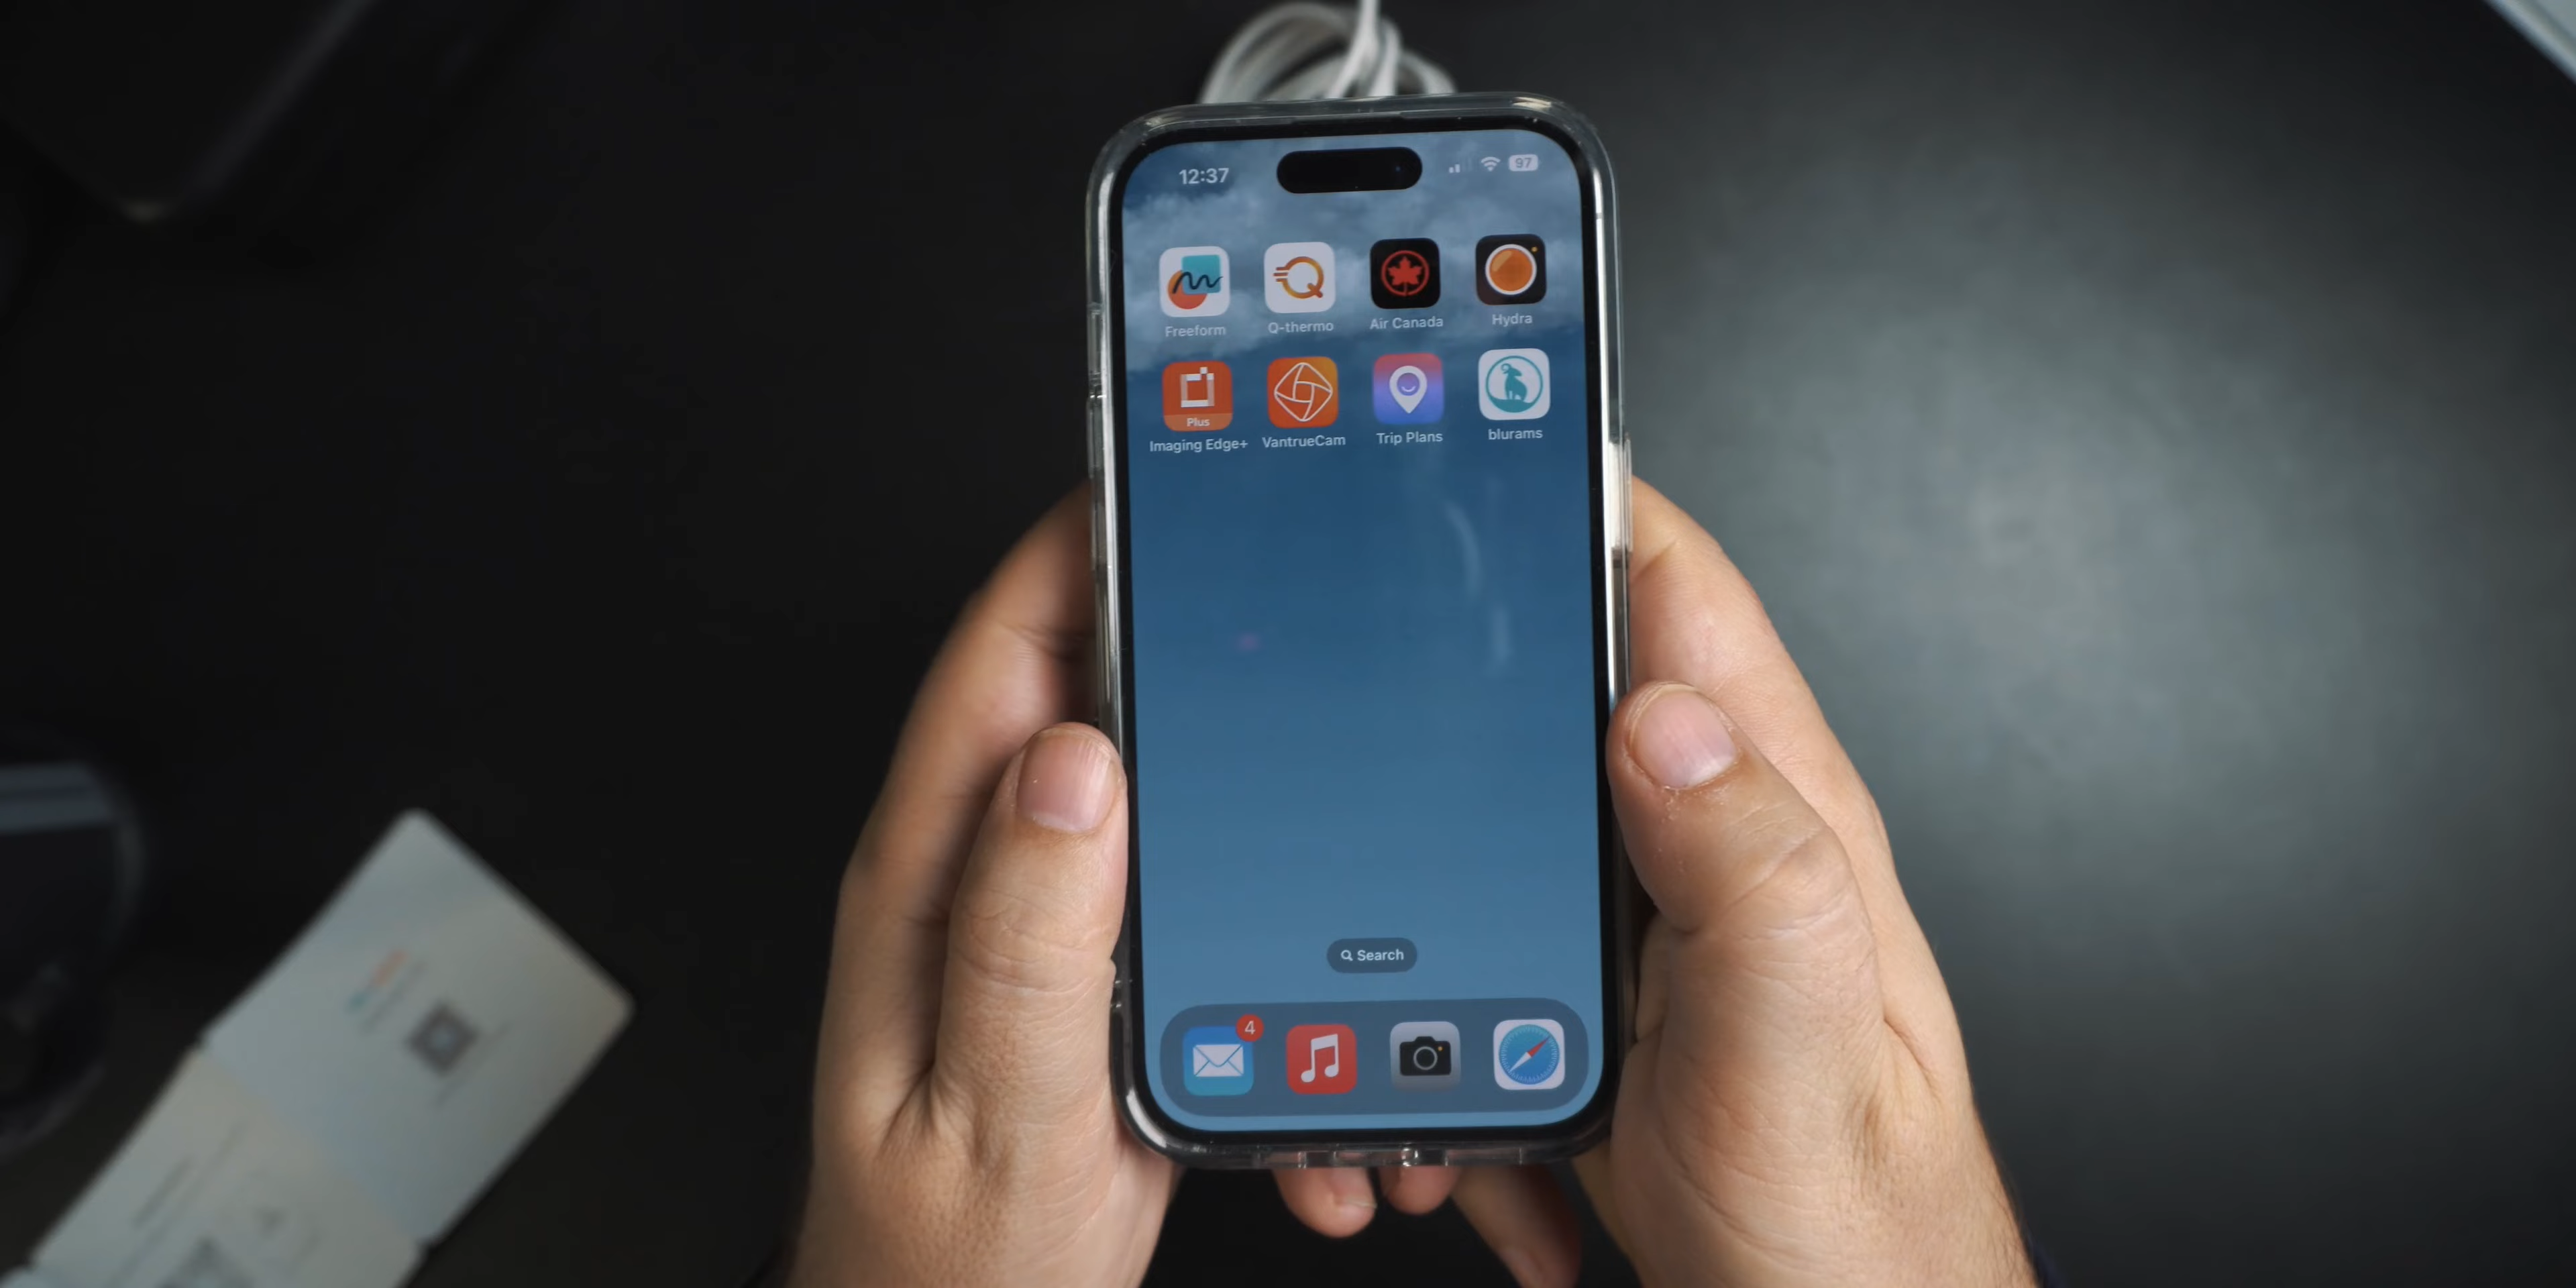 12:37
97
Freeform
Q-thermo
Air Canada
Hydra
Plus
Imaging Edge+
VantrueCam
Trip Plans
blurams
Search
4